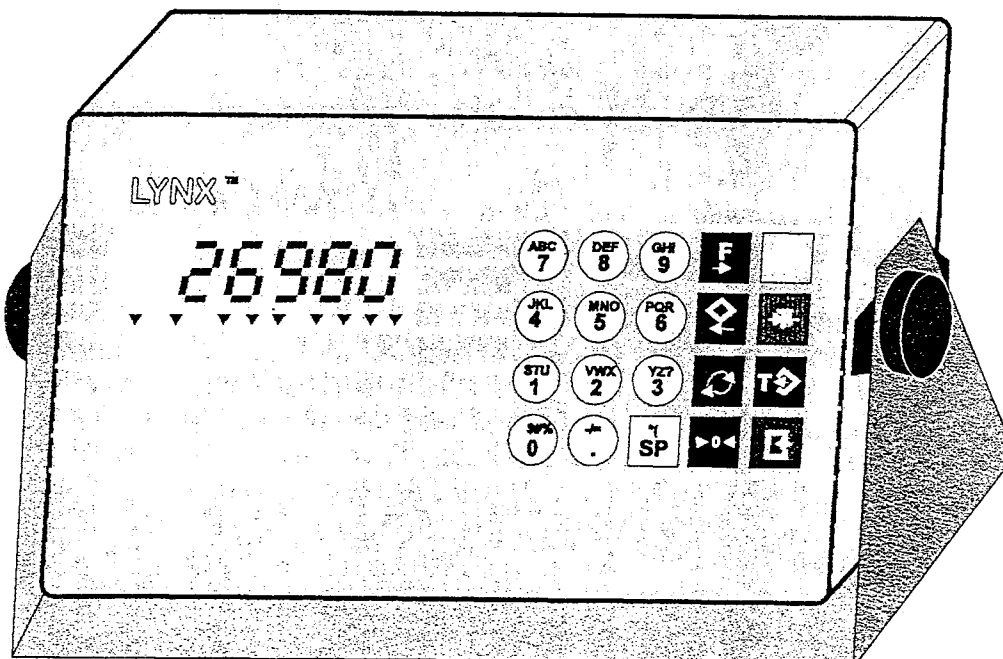 LYNX™
26980
ABC 7 DEF 8 GHI 9 F
JKL 4 MNO 5 PQR 6
STU 1 VWX 2 YZ? 3 T
0 -/= . *( SP 0